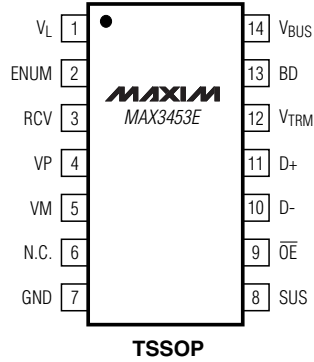 V_L 1 14 V_BUS
ENUM 2 13 BD
MAXIM
RCV 3 MAX3453E 12 V_TRM
VP 4 11 D+
VM 5 10 D-
N.C. 6 9 O̅E̅
GND 7 8 SUS
TSSOP